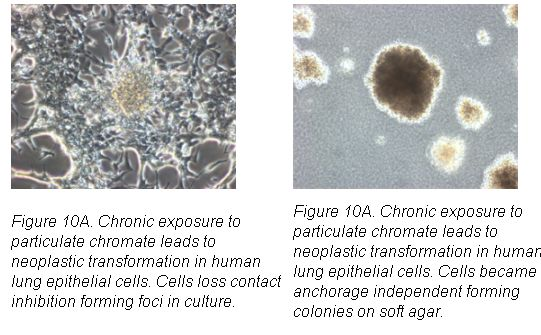 Figure 10A. Chronic exposure to
particulate chromate leads to
neoplastic transformation in human
lung epithelial cells. Cells loss contact
inhibition forming foci in culture.
Figure 10A. Chronic exposure to
particulate chromate leads to
neoplastic transformation in human
lung epithelial cells. Cells became
anchorage independent forming
colonies on soft agar.